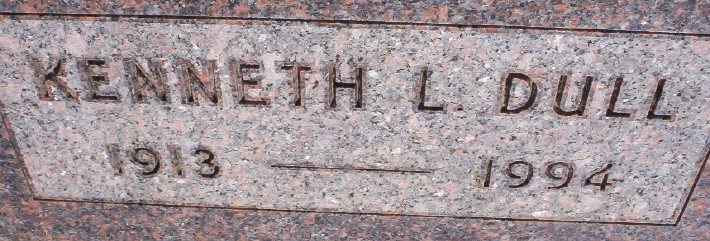 KENNETH L. DULL
1913 — 1994